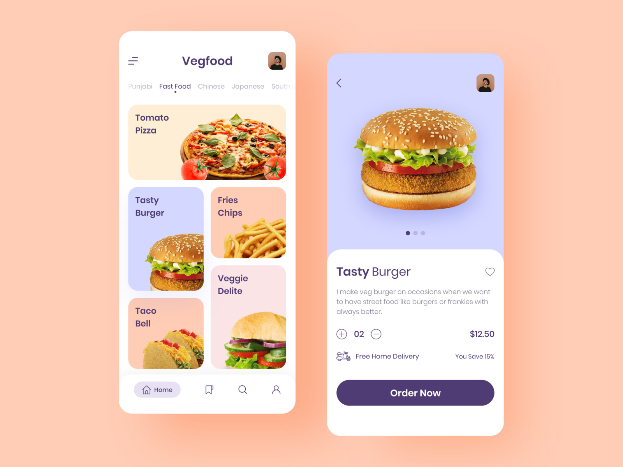 Vegfood
Punjabi Fast Food Chinese Japanese South
Tomato
Pizza
Tasty
Burger
Fries
Chips
Veggie
Delite
Taco
Bell
Home
Tasty Burger
I make veg burger on occasions when we want
to have street food like burgers or frankies with
always batter.
02
$12.50
Free Home Delivery
You Save 15%
Order Now